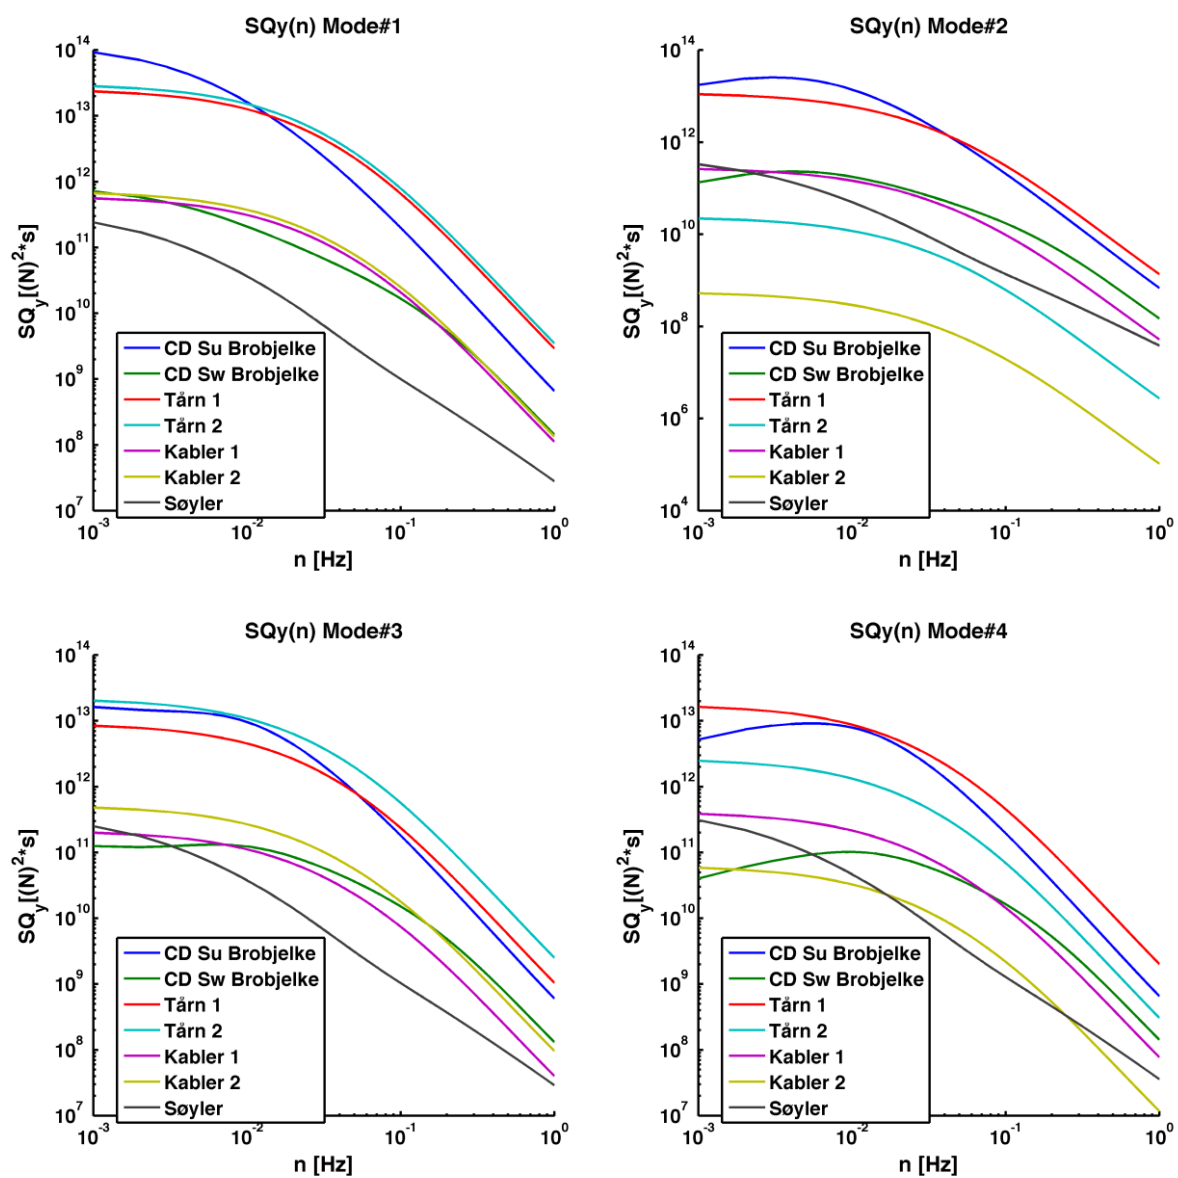 SQy(n) Mode#1
10^14
10^13
10^12
10^11
10^10
10^9
10^8
10^7
SQ_y[(N)^2*s]
CD Su Brobjelke
CD Sw Brobjelke
Tårn 1
Tårn 2
Kabler 1
Kabler 2
Søyler
10^-3 10^-2 10^-1 10^0
n [Hz]
SQy(n) Mode#2
10^14
10^12
10^10
10^8
10^6
10^4
SQ_y[(N)^2*s]
CD Su Brobjelke
CD Sw Brobjelke
Tårn 1
Tårn 2
Kabler 1
Kabler 2
Søyler
10^-3 10^-2 10^-1 10^0
n [Hz]
SQy(n) Mode#3
10^14
10^13
10^12
10^11
10^10
10^9
10^8
10^7
SQ_y[(N)^2*s]
CD Su Brobjelke
CD Sw Brobjelke
Tårn 1
Tårn 2
Kabler 1
Kabler 2
Søyler
10^-3 10^-2 10^-1 10^0
n [Hz]
SQy(n) Mode#4
10^14
10^13
10^12
10^11
10^10
10^9
10^8
10^7
SQ_y[(N)^2*s]
CD Su Brobjelke
CD Sw Brobjelke
Tårn 1
Tårn 2
Kabler 1
Kabler 2
Søyler
10^-3 10^-2 10^-1 10^0
n [Hz]